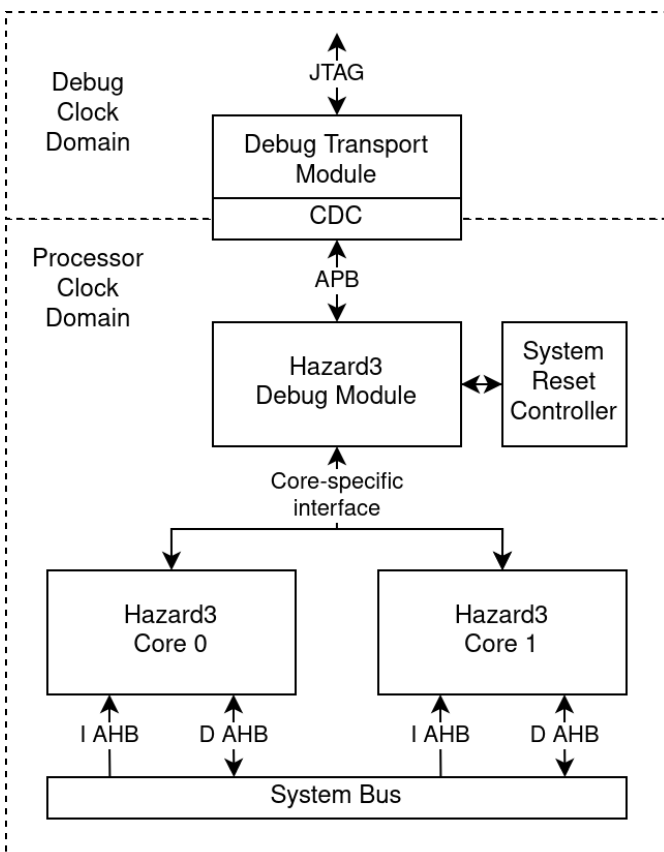 JTAG
Debug
Clock
Domain
Debug Transport
Module
CDC
Processor
Clock
Domain
APB
Hazard3
Debug Module
System
Reset
Controller
Core-specific
interface
Hazard3
Core 0
Hazard3
Core 1
I AHB
D AHB
I AHB
D AHB
System Bus